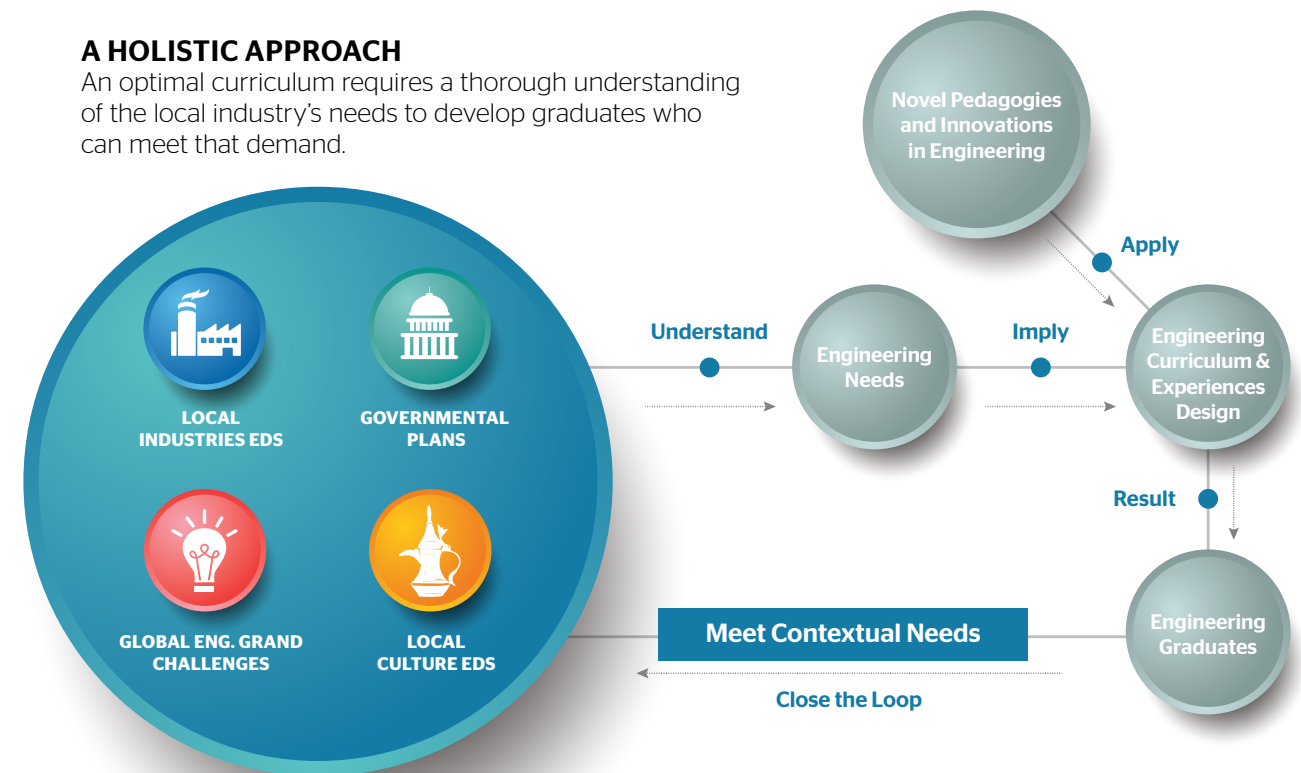 A HOLISTIC APPROACH
An optimal curriculum requires a thorough understanding
of the local industry’s needs to develop graduates who
can meet that demand.
Novel Pedagogies
and Innovations
in Engineering
Apply
LOCAL
INDUSTRIES EDS
GOVERNMENTAL
PLANS
GLOBAL ENG. GRAND
CHALLENGES
LOCAL
CULTURE EDS
Understand
Engineering
Needs
Imply
Engineering
Curriculum &
Experiences
Design
Result
Engineering
Graduates
Meet Contextual Needs
Close the Loop